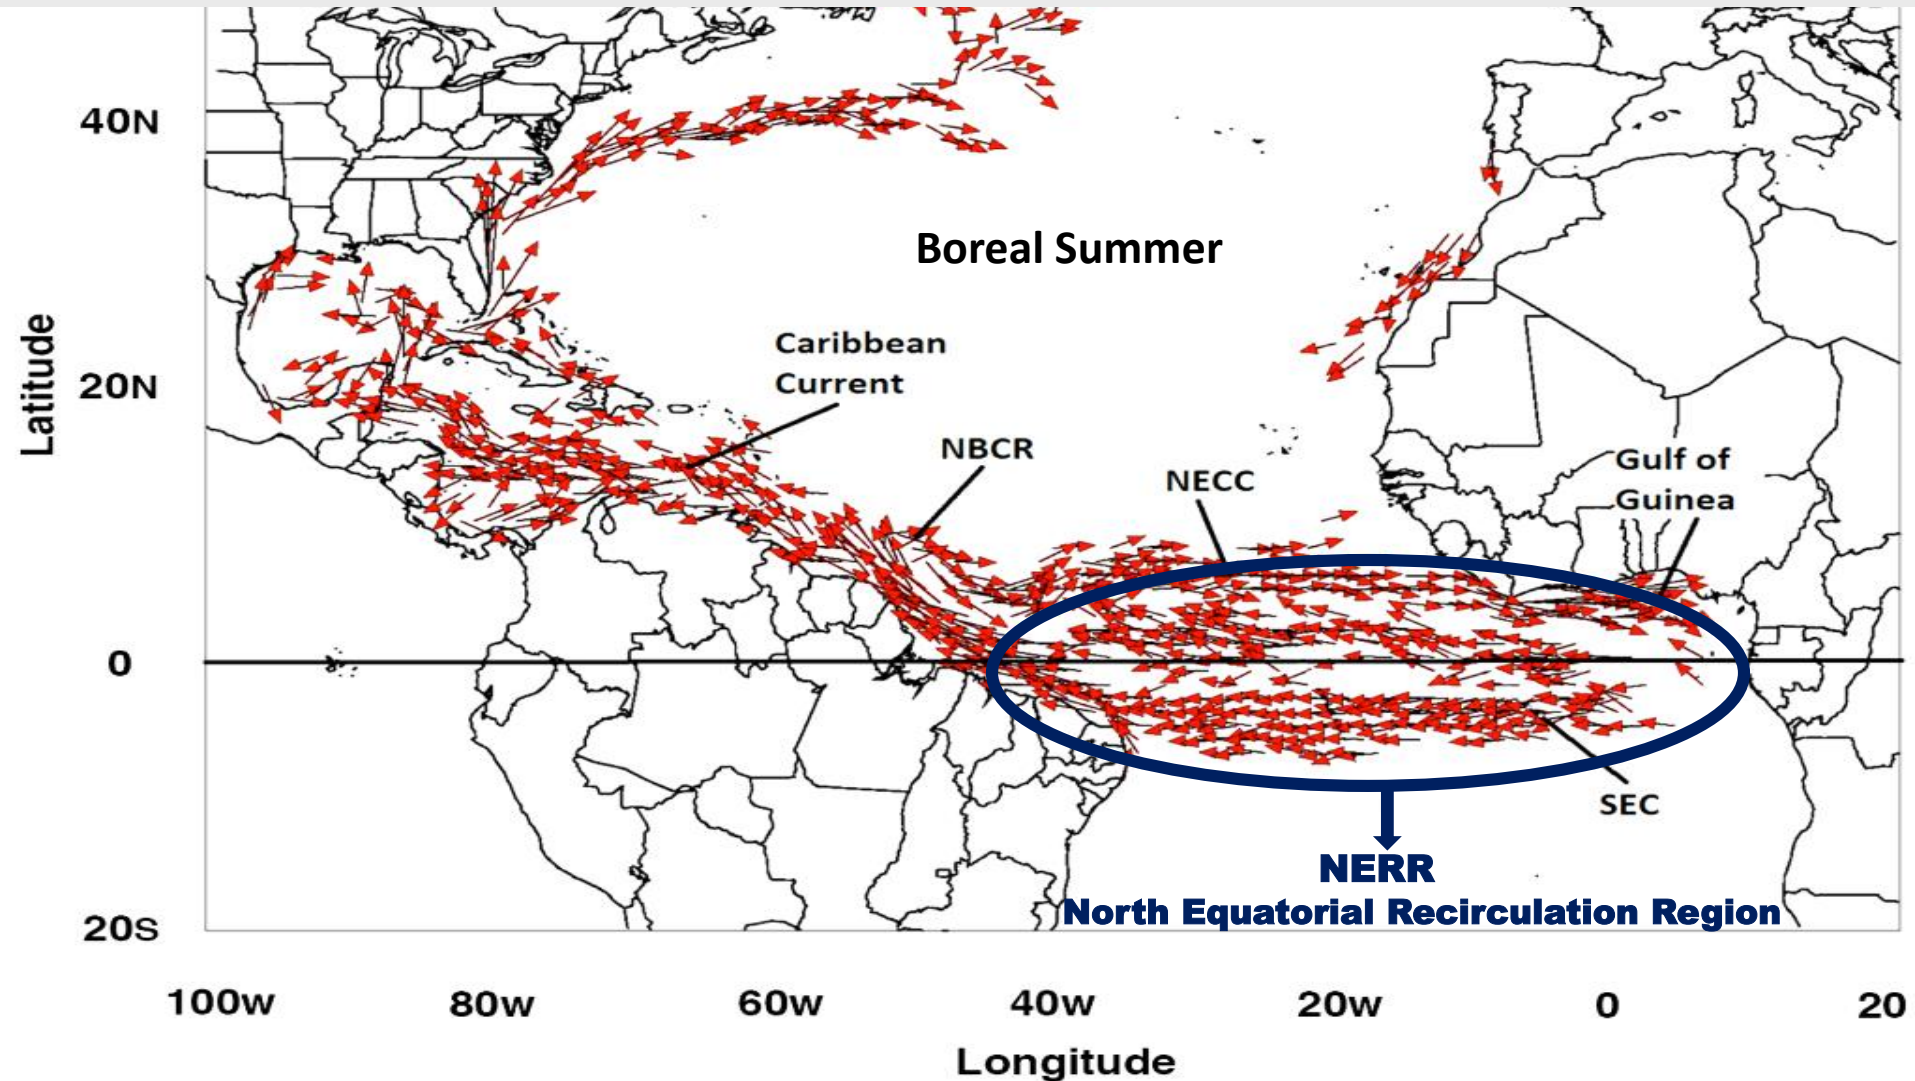 40N
Boreal Summer
Caribbean
Current
Latitude
20N
NBCR
Gulf of
Guinea
NECC
0
SEC
NERR
North Equatorial Recirculation Region
20S
100w 80w 60w 40w 20w 0 20
Longitude